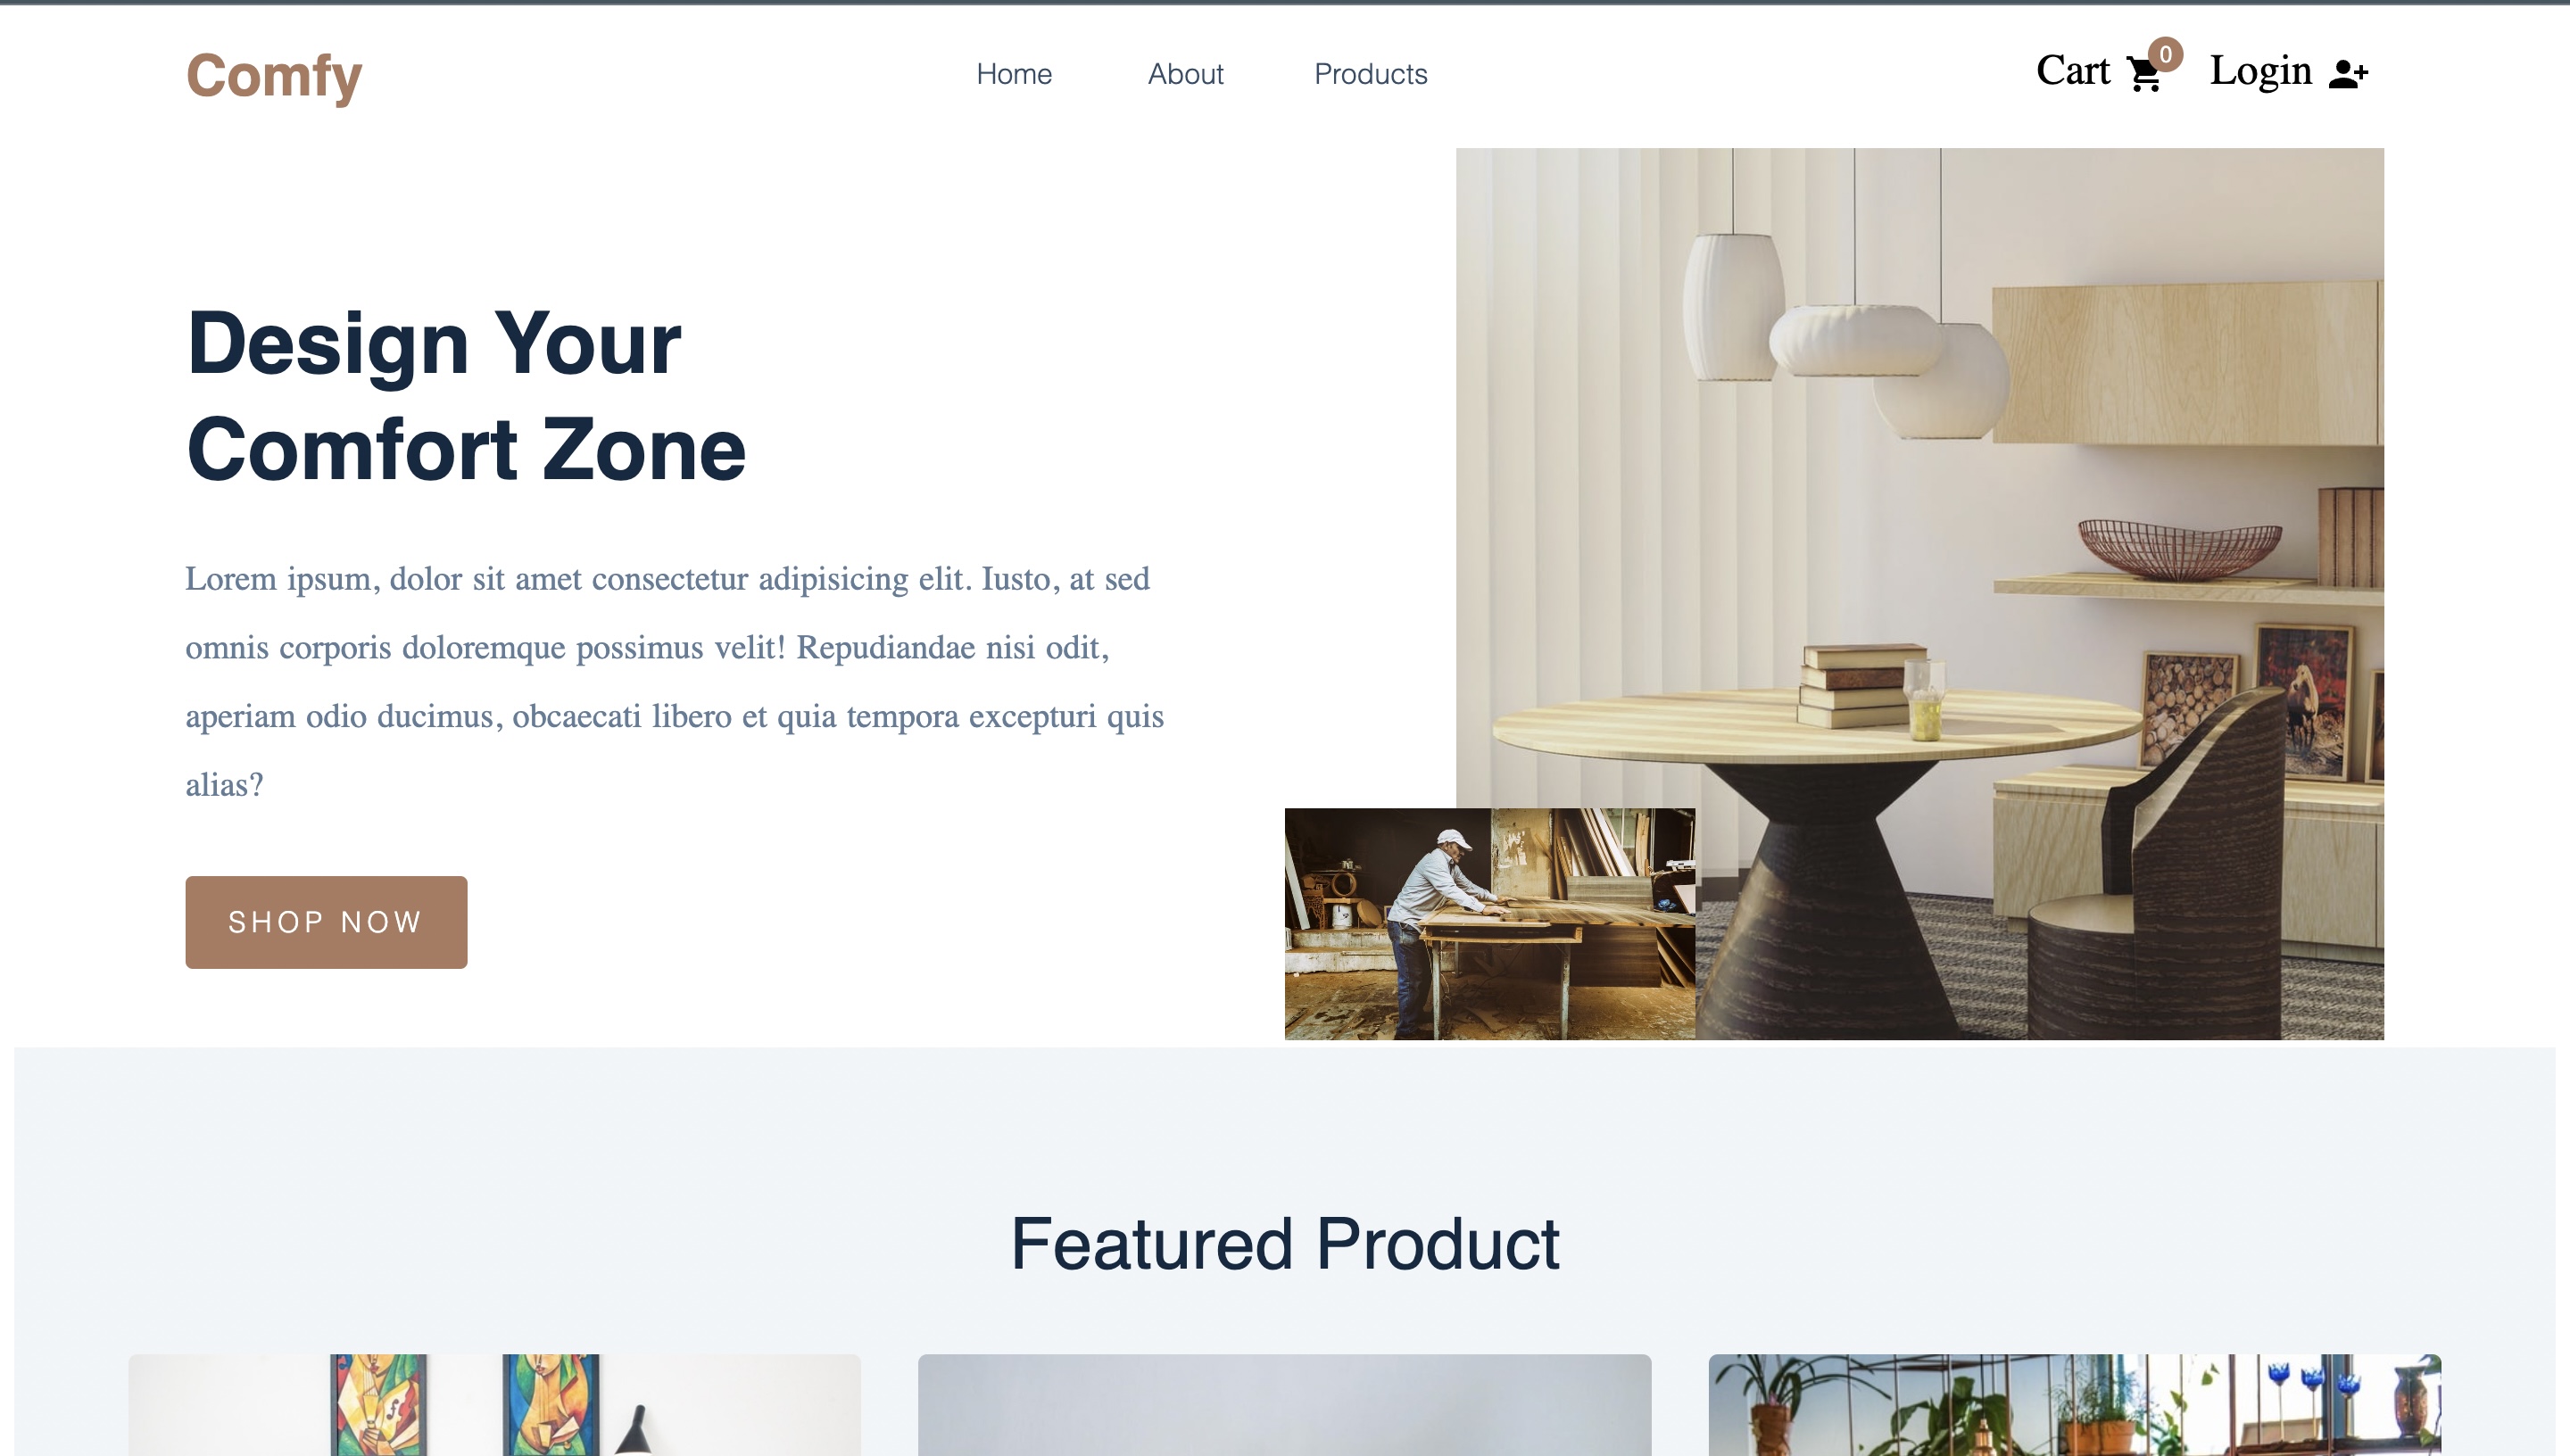 Comfy
Home
About
Products
Cart
0
Login
Design Your
Comfort Zone
Lorem ipsum, dolor sit amet consectetur adipisicing elit. Iusto, at sed
omnis corporis doloremque possimus velit! Repudiandae nisi odit,
aperiam odio ducimus, obcaecati libero et quia tempora excepturi quis
alias?
SHOP NOW
Featured Product